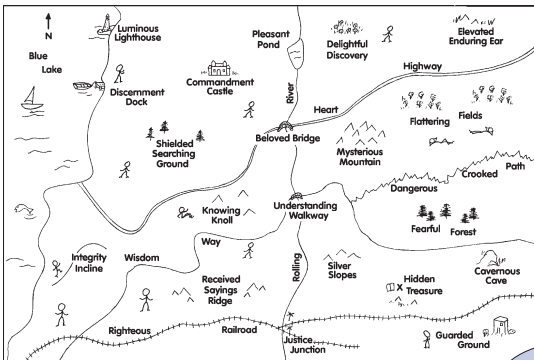 N
Blue
Lake
Luminous
Lighthouse
Discernment
Dock
Commandment
Castle
Pleasant
Pond
Delightful
Discovery
Elevated
Enduring Ear
River
Heart
Highway
Flattering
Fields
Shielded
Searching
Ground
Beloved Bridge
Mysterious
Mountain
Dangerous
Crooked
Path
Knowing
Knoll
Understanding
Walkway
Fearful
Forest
Integrity
Incline
Wisdom
Way
Received
Sayings
Ridge
Rolling
Silver
Slopes
Hidden
X Treasure
Cavernous
Cave
Righteous
Railroad
Justice
Junction
Guarded
Ground